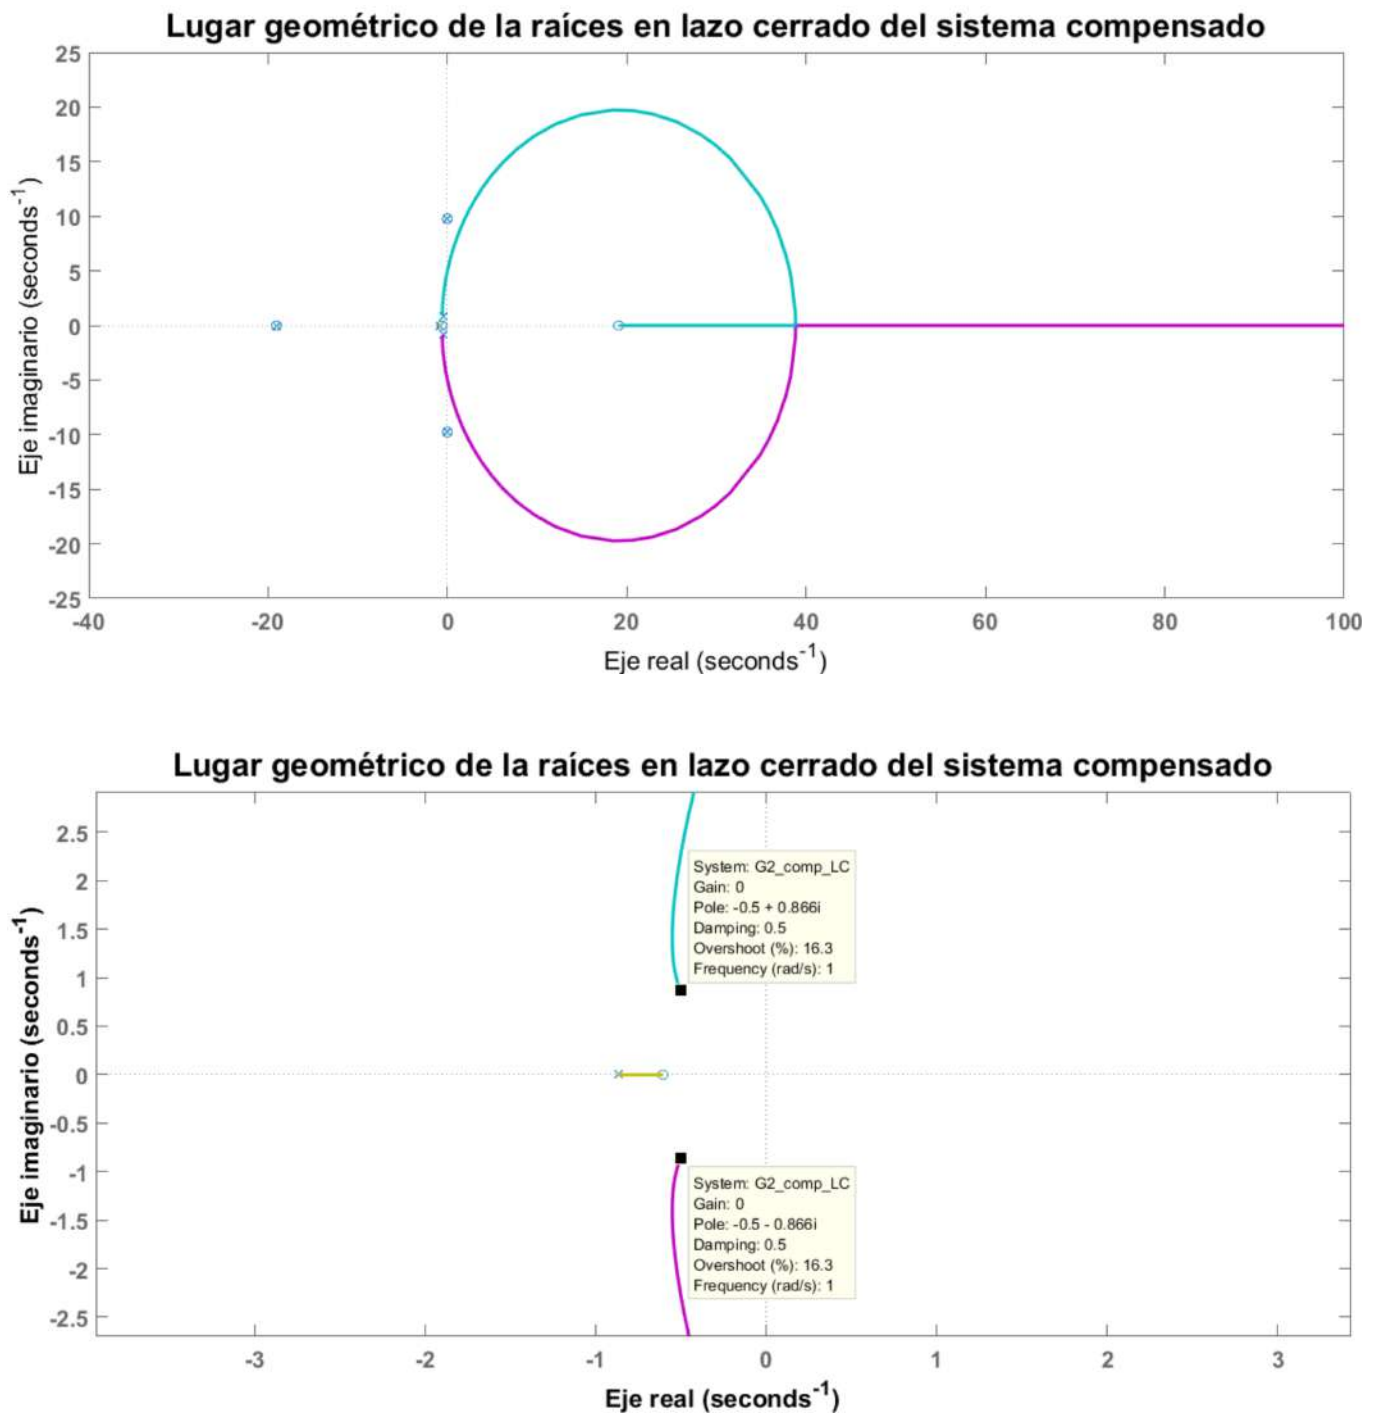 Lugar geométrico de la raíces en lazo cerrado del sistema compensado
25
20
15
10
5
0
-5
-10
-15
-20
-25
Eje imaginario (seconds⁻¹)
-40 -20 0 20 40 60 80 100
Eje real (seconds⁻¹)
Lugar geométrico de la raíces en lazo cerrado del sistema compensado
2.5
2
1.5
1
0.5
0
-0.5
-1
-1.5
-2
-2.5
Eje imaginario (seconds⁻¹)
System: G2_comp_LC
Gain: 0
Pole: -0.5 + 0.866i
Damping: 0.5
Overshoot (%): 16.3
Frequency (rad/s): 1
System: G2_comp_LC
Gain: 0
Pole: -0.5 - 0.866i
Damping: 0.5
Overshoot (%): 16.3
Frequency (rad/s): 1
-3 -2 -1 0 1 2 3
Eje real (seconds⁻¹)